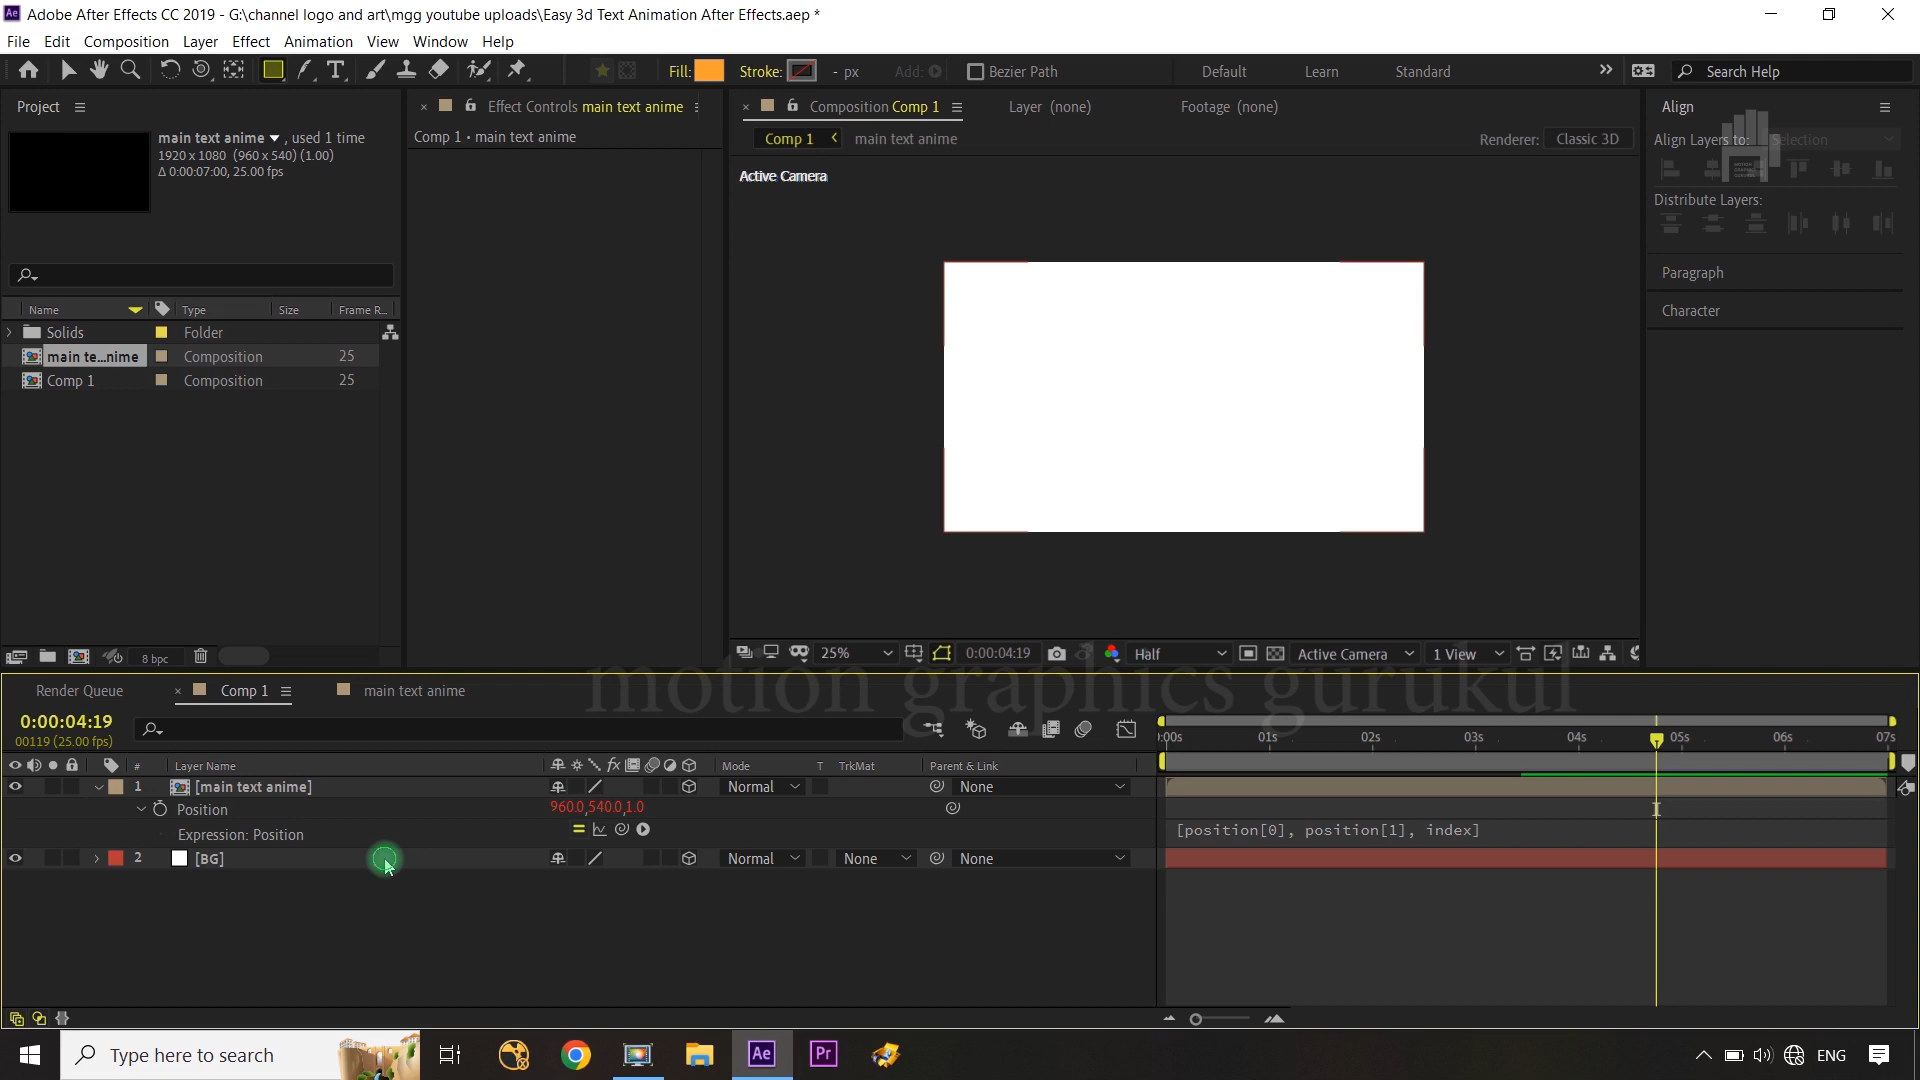 Adobe After Effects CC 2019 - G:\channel logo and art\mgg youtube uploads\Easy 3d Text Animation After Effects.aep *
File Edit Composition Layer Effect Animation View Window Help
Fill: Stroke: - px Add: Bezier Path Default Learn Standard Search Help
Project
Effect Controls main text anime
Composition Comp 1
Layer (none)
Footage (none)
Align
main text anime , used 1 time
1920 x 1080 (960 x 540) (1.00)
Δ 0:00:07:00, 25.00 fps
Comp 1 • main text anime
Comp 1 main text anime
Renderer: Classic 3D
Align Layers to: Selection
Active Camera
Distribute Layers:
Paragraph
Character
Name Type Size Frame R...
Solids Folder
main te...nime Composition 25
Comp 1 Composition 25
8 bpc
25% 0:00:04:19 Half Active Camera 1 View
motion graphics gurukul
Render Queue Comp 1 main text anime
0:00:04:19
00119 (25.00 fps)
):00s 01s 02s 03s 04s 05s 06s 07s
# Layer Name fx Mode T TrkMat Parent & Link
1 [main text anime] Normal None
Position 960.0,540.0,1.0
Expression: Position [position[0], position[1], index]
2 [BG] Normal None None
Type here to search
Ae
Pr
ENG